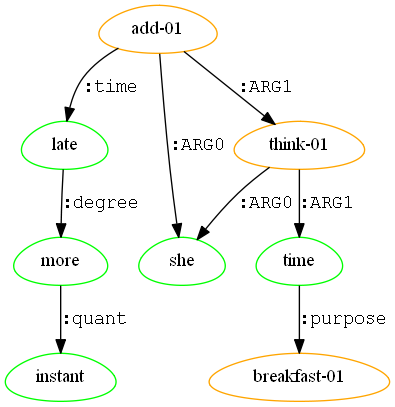 add-01
:time
:ARG0
:ARG1
late
think-01
:degree
:ARG0
:ARG1
more
she
time
:quant
:purpose
instant
breakfast-01